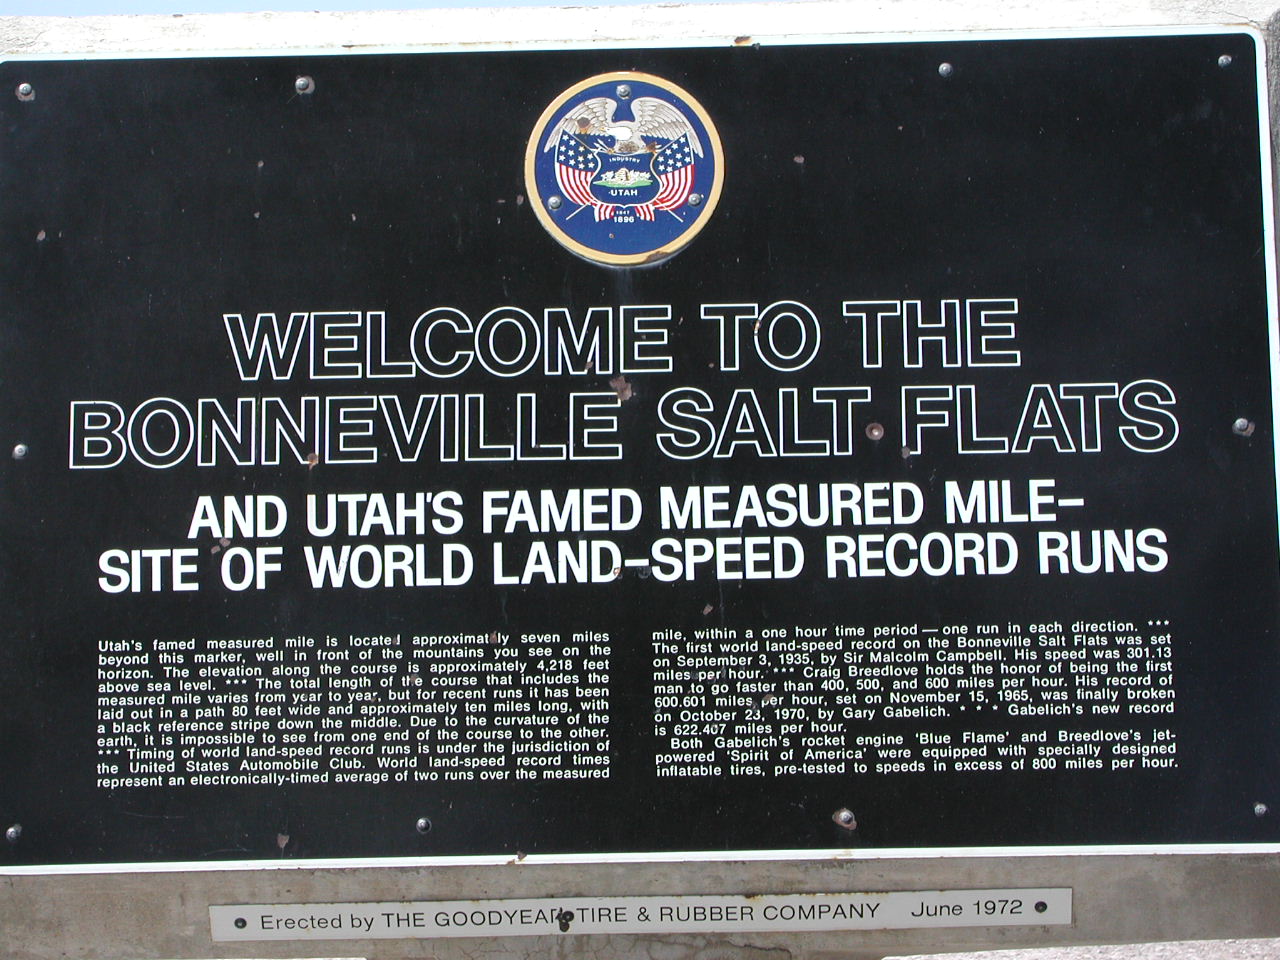 INDUSTRY
UTAH
1847
1896
WELCOME TO THE
BONNEVILLE SALT FLATS
AND UTAH'S FAMED MEASURED MILE–
SITE OF WORLD LAND–SPEED RECORD RUNS
Utah's famed measured mile is located approximately seven miles
beyond this marker, well in front of the mountains you see on the
horizon. The elevation along the course is approximately 4,218 feet
above sea level. *** The total length of the course that includes the
measured mile varies from year to year, but for recent runs it has been
laid out in a path 80 feet wide and approximately ten miles long, with
a black reference stripe down the middle. Due to the curvature of the
earth, it is impossible to see from one end of the course to the other.
*** Timing of world land-speed record runs is under the jurisdiction of
the United States Automobile Club. World land-speed record times
represent an electronically-timed average of two runs over the measured
mile, within a one hour time period — one run in each direction. ***
The first world land-speed record on the Bonneville Salt Flats was set
on September 3, 1935, by Sir Malcolm Campbell. His speed was 301.13
miles per hour. *** Craig Breedlove holds the honor of being the first
man to go faster than 400, 500, and 600 miles per hour. His record of
600.601 miles per hour, set on November 15, 1965, was finally broken
on October 23, 1970, by Gary Gabelich. * * * Gabelich's new record
is 622.407 miles per hour.
Both Gabelich's rocket engine 'Blue Flame' and Breedlove's jet-
powered 'Spirit of America' were equipped with specially designed
inflatable tires, pre-tested to speeds in excess of 800 miles per hour.
Erected by THE GOODYEAR TIRE & RUBBER COMPANY June 1972